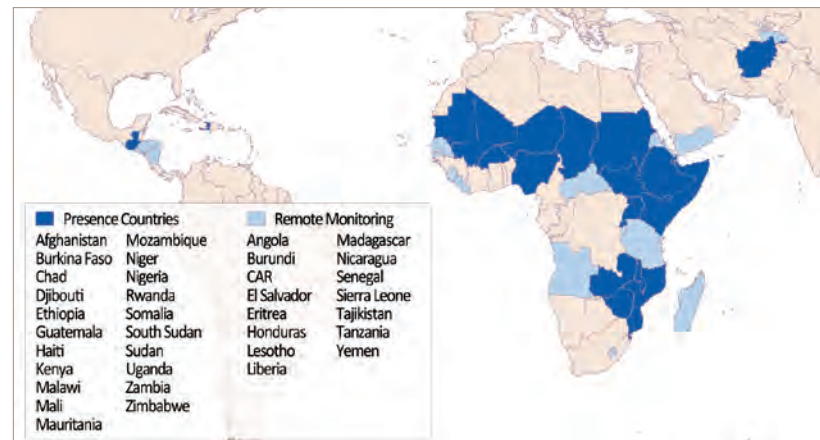 Presence Countries
Afghanistan
Burkina Faso
Chad
Djibouti
Ethiopia
Guatemala
Haiti
Kenya
Malawi
Mali
Mauritania
Mozambique
Niger
Nigeria
Rwanda
Somalia
South Sudan
Sudan
Uganda
Zambia
Zimbabwe
Remote Monitoring
Angola
Burundi
CAR
El Salvador
Eritrea
Honduras
Lesotho
Liberia
Madagascar
Nicaragua
Senegal
Sierra Leone
Tajikistan
Tanzania
Yemen